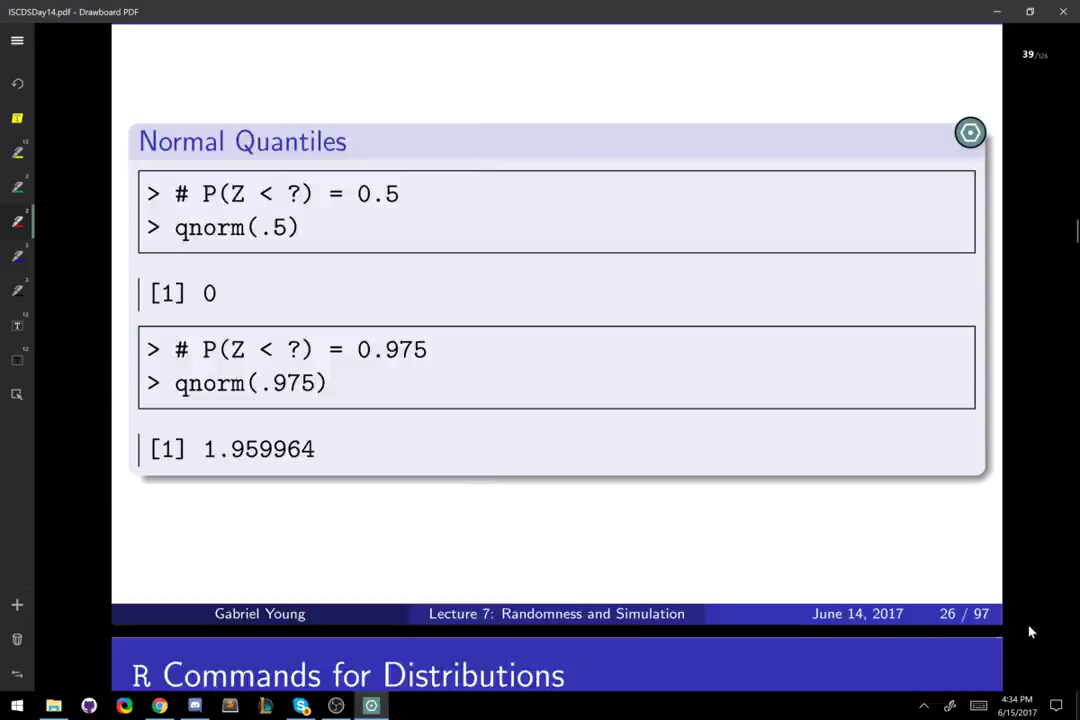 ISCDSDay14.pdf - Drawboard PDF
39/126
Normal Quantiles
> # P(Z < ?) = 0.5
> qnorm(.5)
[1] 0
> # P(Z < ?) = 0.975
> qnorm(.975)
[1] 1.959964
Gabriel Young
Lecture 7: Randomness and Simulation
June 14, 2017
26 / 97
R Commands for Distributions
4:34 PM
6/15/2017